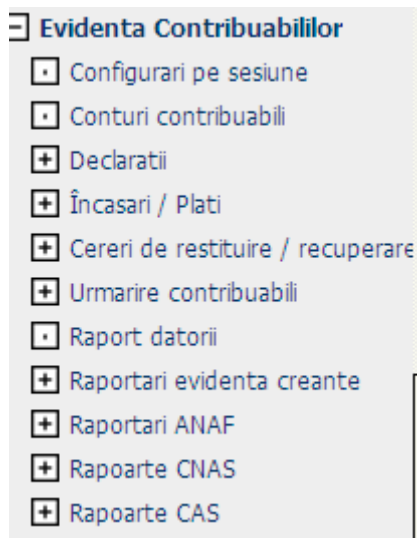 Evidenta Contribuabililor
Configurari pe sesiune
Conturi contribuabili
Declaratii
Încasari / Plati
Cereri de restituire / recuperare
Urmarire contribuabili
Raport datorii
Raportari evidenta creante
Raportari ANAF
Rapoarte CNAS
Rapoarte CAS